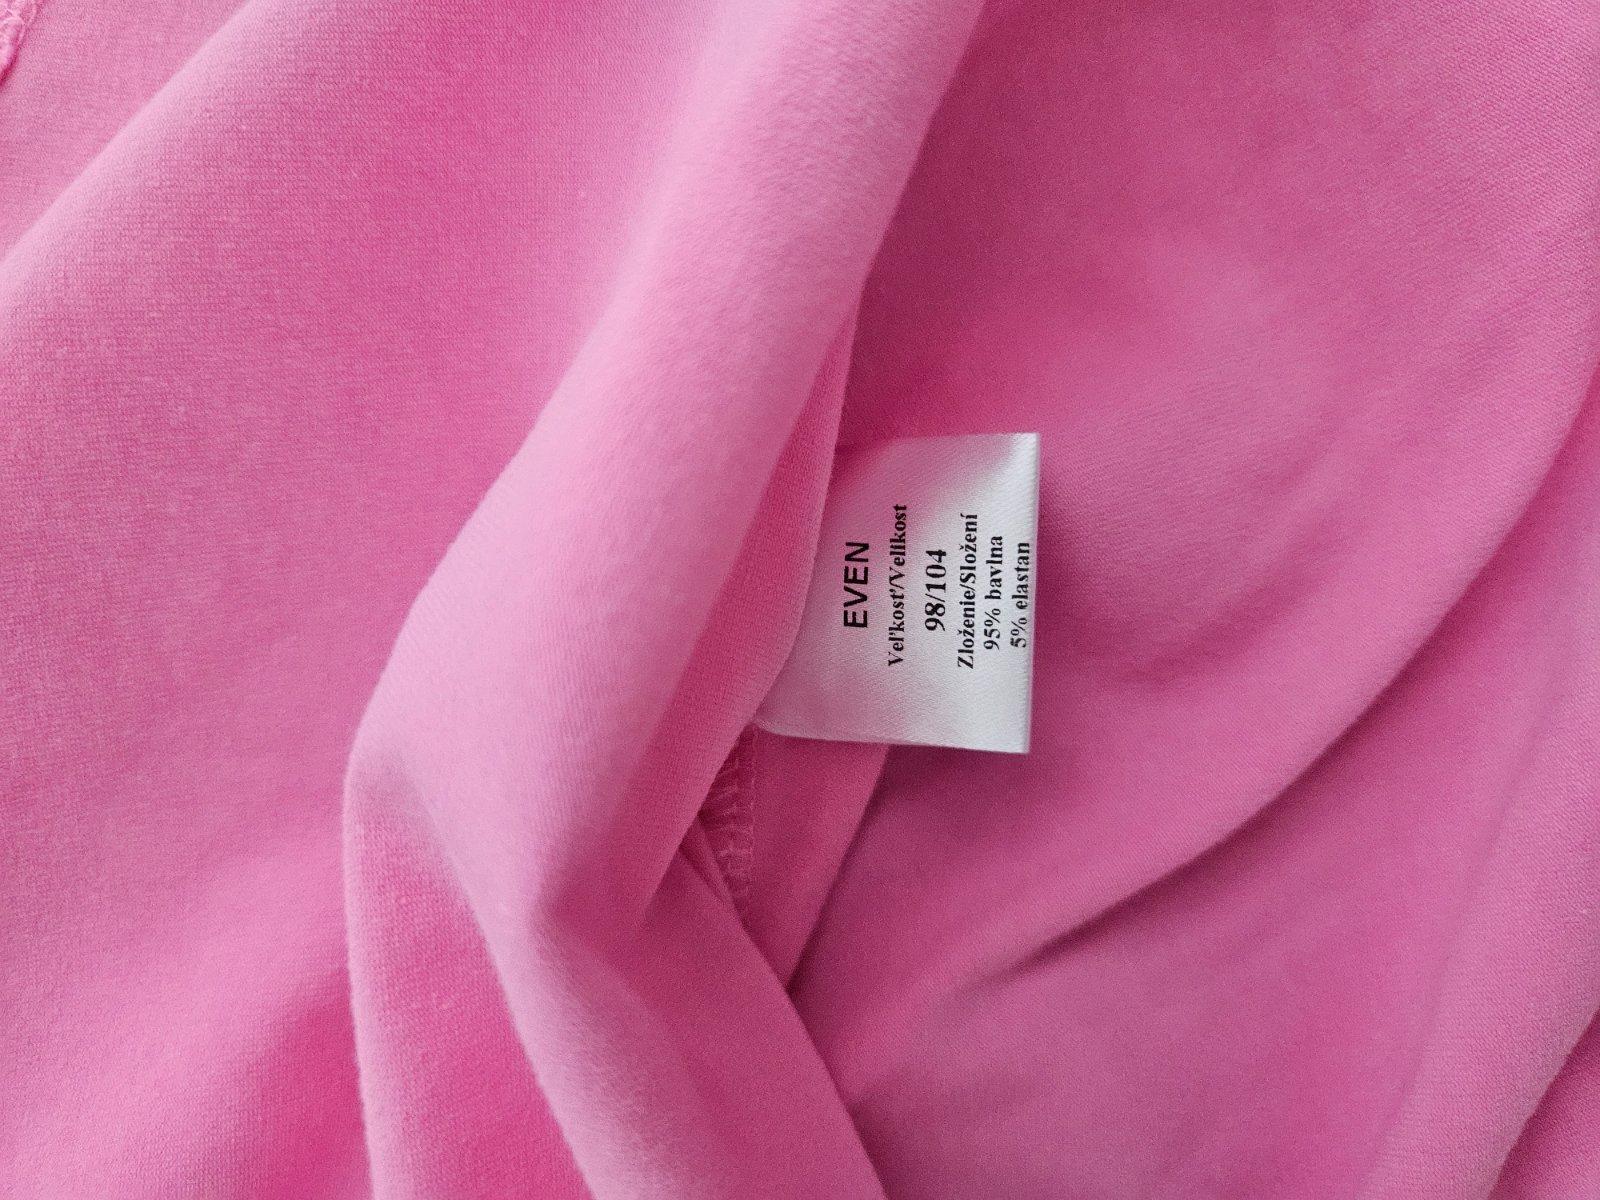 EVEN
Veľkosť/Velikost
98/104
Zloženie/Složení
95% bavlna
5% elastan